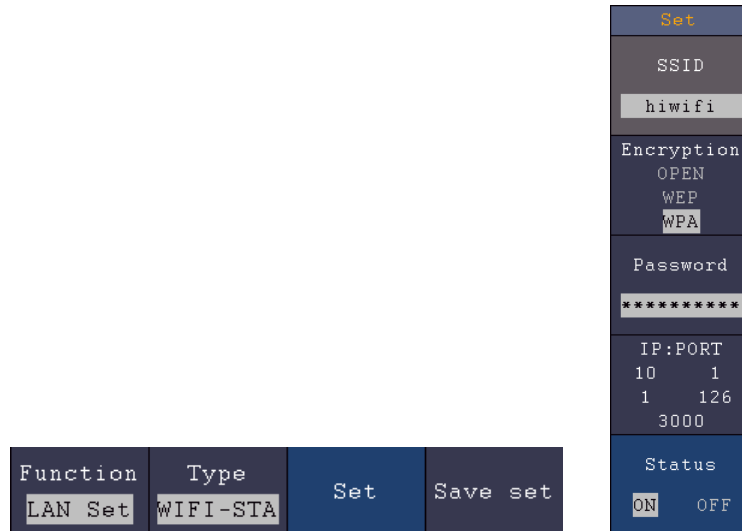 Set
SSID
hiwifi
Encryption
OPEN
WEP
WPA
Password
**********
IP:PORT
10 1
1 126
3000
Status
ON OFF
Function Type Set Save set
LAN Set WIFI-STA